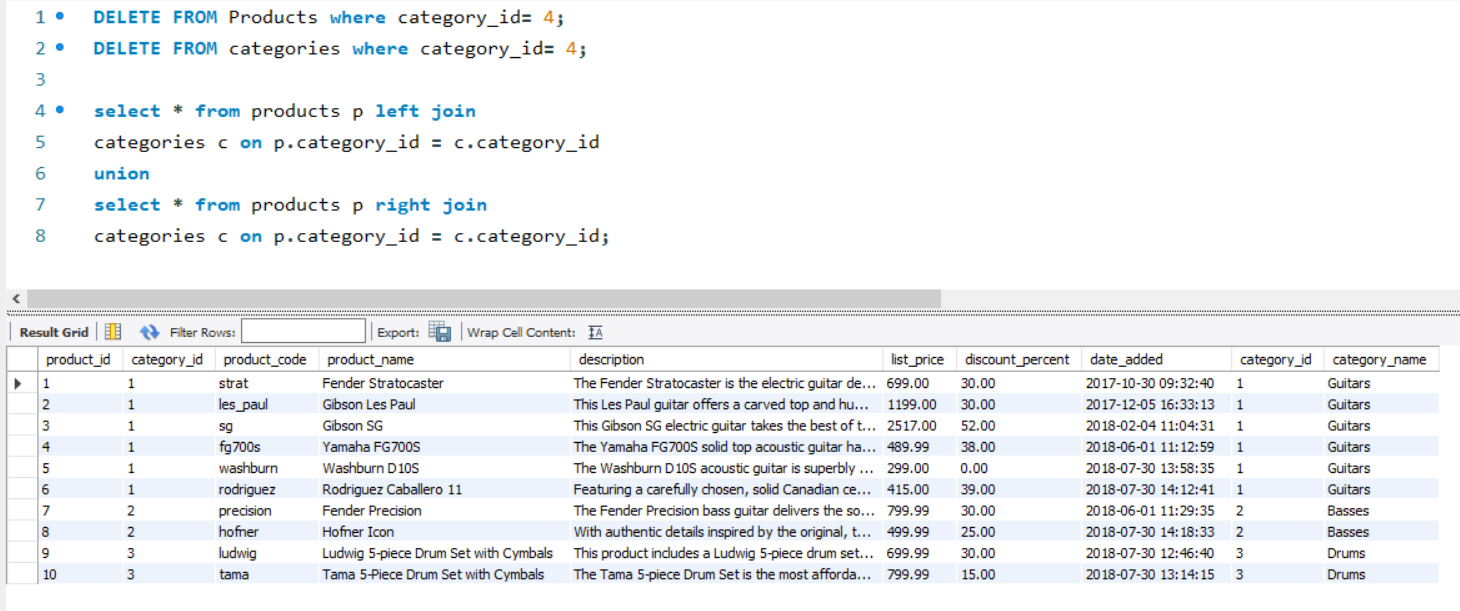 1 DELETE FROM Products where category_id= 4;
2 DELETE FROM categories where category_id= 4;
3
4 select * from products p left join
5 categories c on p.category_id = c.category_id
6 union
7 select * from products p right join
8 categories c on p.category_id = c.category_id;
Result Grid Filter Rows: Export: Wrap Cell Content: IA
product_id category_id product_code product_name description list_price discount_percent date_added category_id category_name
1 1 strat Fender Stratocaster The Fender Stratocaster is the electric guitar de... 699.00 30.00 2017-10-30 09:32:40 1 Guitars
2 1 les_paul Gibson Les Paul This Les Paul guitar offers a carved top and hu... 1199.00 30.00 2017-12-05 16:33:13 1 Guitars
3 1 sg Gibson SG This Gibson SG electric guitar takes the best of t... 2517.00 52.00 2018-02-04 11:04:31 1 Guitars
4 1 fg700s Yamaha FG700S The Yamaha FG700S solid top acoustic guitar ha... 489.99 38.00 2018-06-01 11:12:59 1 Guitars
5 1 washburn Washburn D10S The Washburn D10S acoustic guitar is superbly ... 299.00 0.00 2018-07-30 13:58:35 1 Guitars
6 1 rodriguez Rodriguez Caballero 11 Featuring a carefully chosen, solid Canadian ce... 415.00 39.00 2018-07-30 14:12:41 1 Guitars
7 2 precision Fender Precision The Fender Precision bass guitar delivers the so... 799.99 30.00 2018-06-01 11:29:35 2 Basses
8 2 hofner Hofner Icon With authentic details inspired by the original, t... 499.99 25.00 2018-07-30 14:18:33 2 Basses
9 3 ludwig Ludwig 5-piece Drum Set with Cymbals This product includes a Ludwig 5-piece drum set... 699.99 30.00 2018-07-30 12:46:40 3 Drums
10 3 tama Tama 5-Piece Drum Set with Cymbals The Tama 5-piece Drum Set is the most afforda... 799.99 15.00 2018-07-30 13:14:15 3 Drums